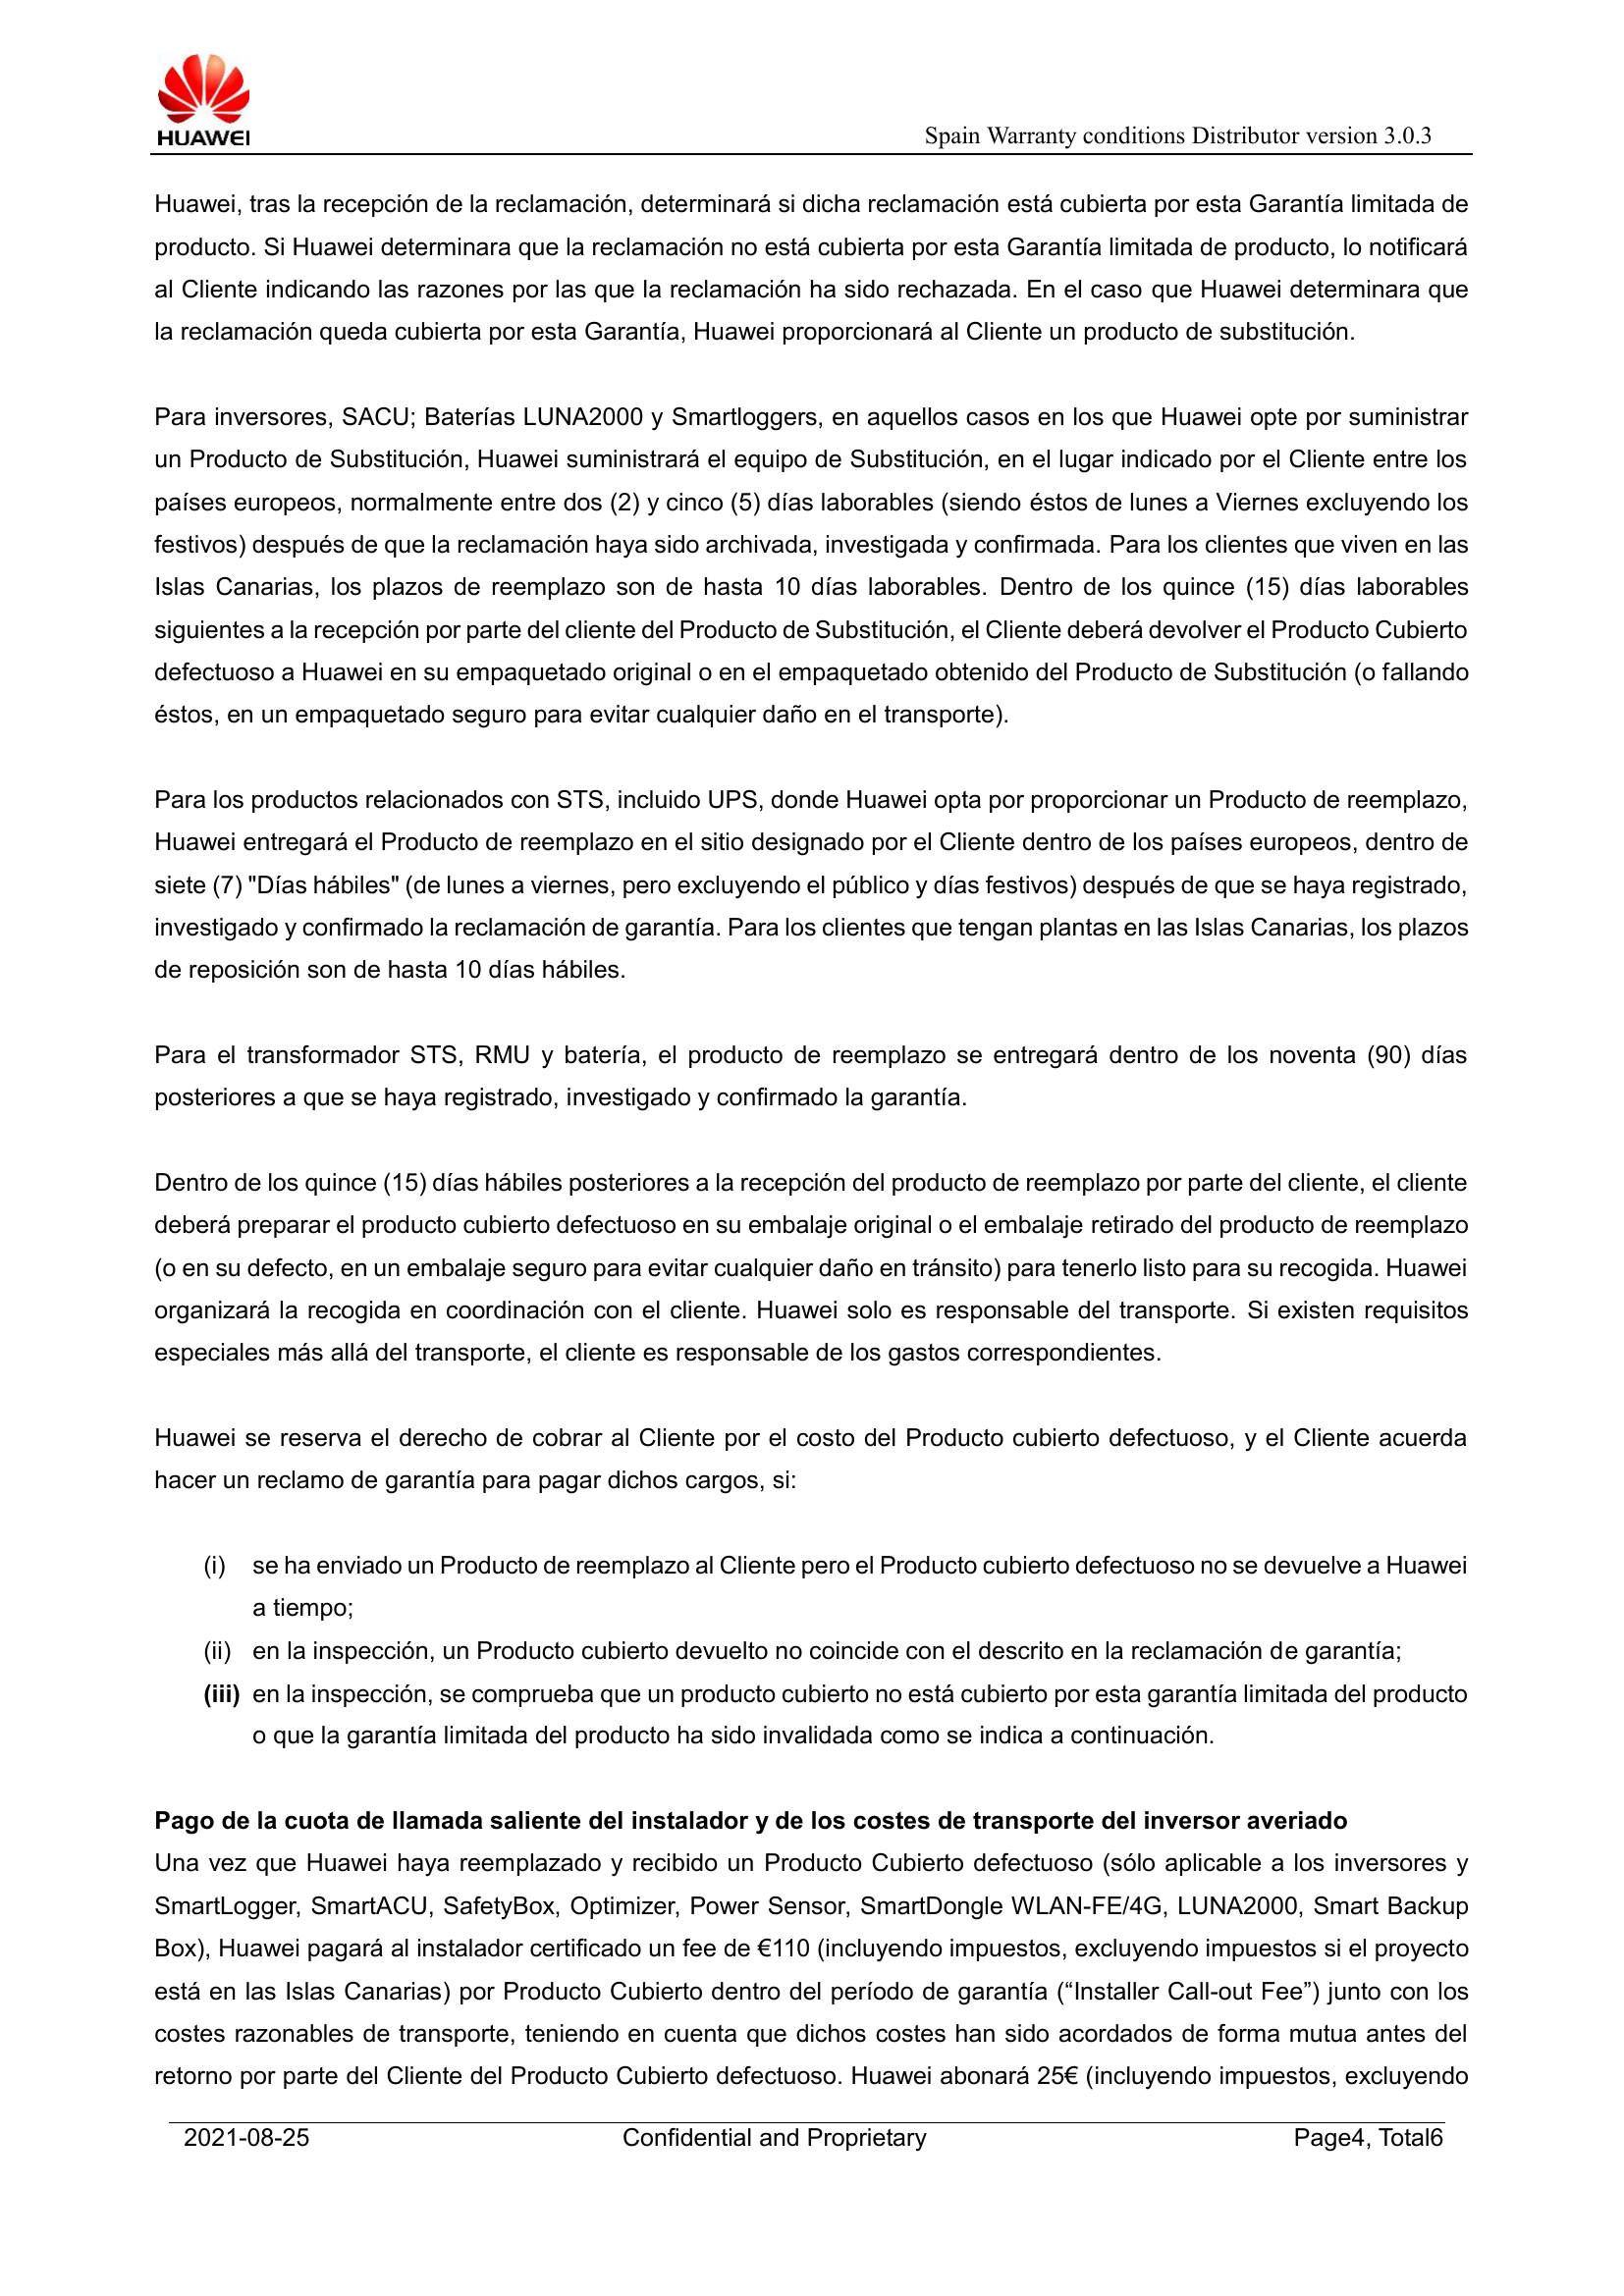 HUAWEI
Spain Warranty conditions Distributor version 3.0.3
Huawei, tras la recepción de la reclamación, determinará si dicha reclamación está cubierta por esta Garantía limitada de
producto. Si Huawei determinara que la reclamación no está cubierta por esta Garantía limitada de producto, lo notificará
al Cliente indicando las razones por las que la reclamación ha sido rechazada. En el caso que Huawei determinara que
la reclamación queda cubierta por esta Garantía, Huawei proporcionará al Cliente un producto de substitución.
Para inversores, SACU; Baterías LUNA2000 y Smartloggers, en aquellos casos en los que Huawei opte por suministrar
un Producto de Substitución, Huawei suministrará el equipo de Substitución, en el lugar indicado por el Cliente entre los
países europeos, normalmente entre dos (2) y cinco (5) días laborables (siendo éstos de lunes a Viernes excluyendo los
festivos) después de que la reclamación haya sido archivada, investigada y confirmada. Para los clientes que viven en las
Islas Canarias, los plazos de reemplazo son de hasta 10 días laborables. Dentro de los quince (15) días laborables
siguientes a la recepción por parte del cliente del Producto de Substitución, el Cliente deberá devolver el Producto Cubierto
defectuoso a Huawei en su empaquetado original o en el empaquetado obtenido del Producto de Substitución (o fallando
éstos, en un empaquetado seguro para evitar cualquier daño en el transporte).
Para los productos relacionados con STS, incluido UPS, donde Huawei opta por proporcionar un Producto de reemplazo,
Huawei entregará el Producto de reemplazo en el sitio designado por el Cliente dentro de los países europeos, dentro de
siete (7) "Días hábiles" (de lunes a viernes, pero excluyendo el público y días festivos) después de que se haya registrado,
investigado y confirmado la reclamación de garantía. Para los clientes que tengan plantas en las Islas Canarias, los plazos
de reposición son de hasta 10 días hábiles.
Para el transformador STS, RMU y batería, el producto de reemplazo se entregará dentro de los noventa (90) días
posteriores a que se haya registrado, investigado y confirmado la garantía.
Dentro de los quince (15) días hábiles posteriores a la recepción del producto de reemplazo por parte del cliente, el cliente
deberá preparar el producto cubierto defectuoso en su embalaje original o el embalaje retirado del producto de reemplazo
(o en su defecto, en un embalaje seguro para evitar cualquier daño en tránsito) para tenerlo listo para su recogida. Huawei
organizará la recogida en coordinación con el cliente. Huawei solo es responsable del transporte. Si existen requisitos
especiales más allá del transporte, el cliente es responsable de los gastos correspondientes.
Huawei se reserva el derecho de cobrar al Cliente por el costo del Producto cubierto defectuoso, y el Cliente acuerda
hacer un reclamo de garantía para pagar dichos cargos, si:
(i) se ha enviado un Producto de reemplazo al Cliente pero el Producto cubierto defectuoso no se devuelve a Huawei
a tiempo;
(ii) en la inspección, un Producto cubierto devuelto no coincide con el descrito en la reclamación de garantía;
(iii) en la inspección, se comprueba que un producto cubierto no está cubierto por esta garantía limitada del producto
o que la garantía limitada del producto ha sido invalidada como se indica a continuación.
Pago de la cuota de llamada saliente del instalador y de los costes de transporte del inversor averiado
Una vez que Huawei haya reemplazado y recibido un Producto Cubierto defectuoso (sólo aplicable a los inversores y
SmartLogger, SmartACU, SafetyBox, Optimizer, Power Sensor, SmartDongle WLAN-FE/4G, LUNA2000, Smart Backup
Box), Huawei pagará al instalador certificado un fee de €110 (incluyendo impuestos, excluyendo impuestos si el proyecto
está en las Islas Canarias) por Producto Cubierto dentro del período de garantía (“Installer Call-out Fee”) junto con los
costes razonables de transporte, teniendo en cuenta que dichos costes han sido acordados de forma mutua antes del
retorno por parte del Cliente del Producto Cubierto defectuoso. Huawei abonará 25€ (incluyendo impuestos, excluyendo
2021-08-25 Confidential and Proprietary Page4, Total6